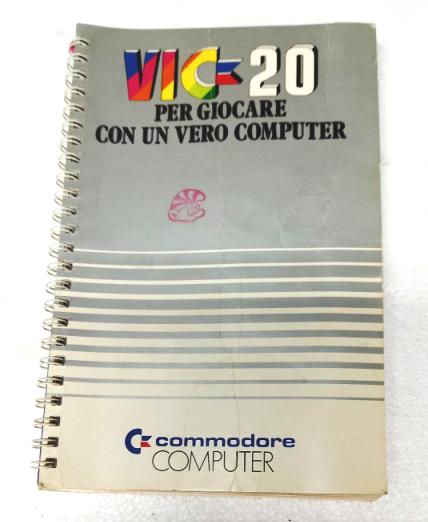 VIC-20
PER GIOCARE
CON UN VERO COMPUTER
commodore
COMPUTER